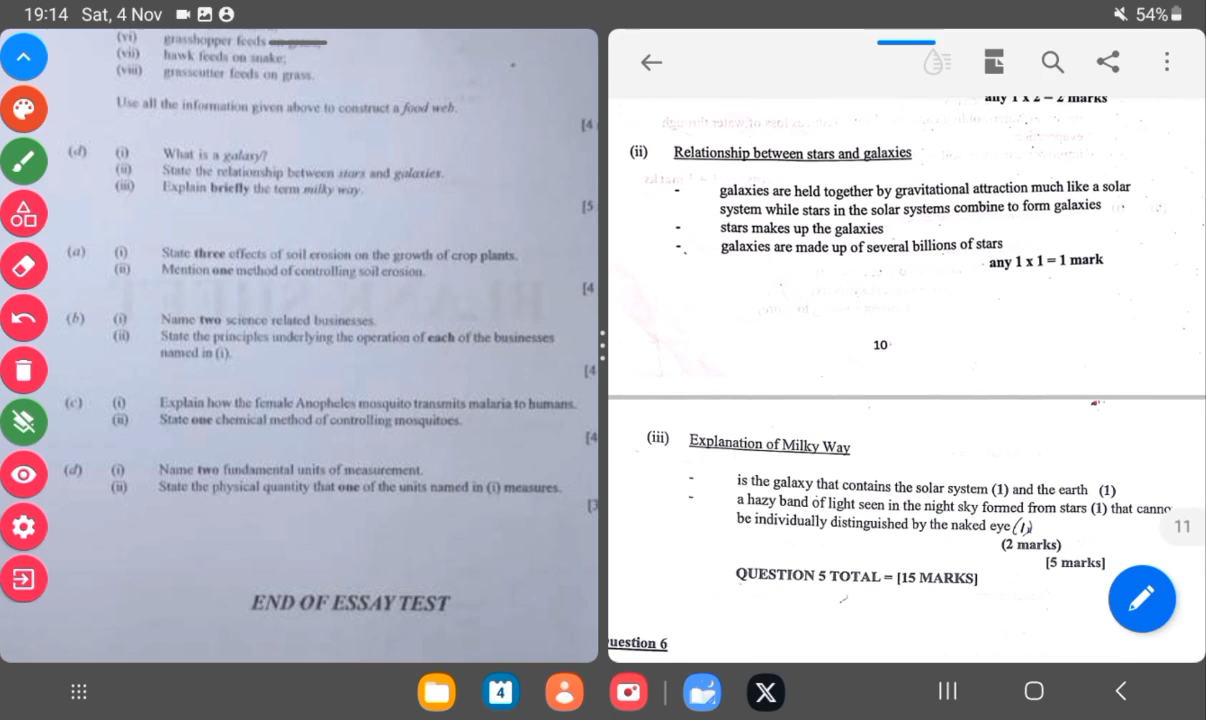 19:14 Sat, 4 Nov
54%
(vi) grasshopper feeds on grass;
(vii) hawk feeds on snake;
(viii) grasscutter feeds on grass.
Use all the information given above to construct a food web.
[4
(d) (i) What is a galaxy?
(ii) State the relationship between stars and galaxies.
(iii) Explain briefly the term milky way.
[5
(a) (i) State three effects of soil erosion on the growth of crop plants.
(ii) Mention one method of controlling soil erosion.
[4
(b) (i) Name two science related businesses.
(ii) State the principles underlying the operation of each of the businesses
named in (i).
[4
(c) (i) Explain how the female Anopheles mosquito transmits malaria to humans.
(ii) State one chemical method of controlling mosquitoes.
[4
(d) (i) Name two fundamental units of measurement.
(ii) State the physical quantity that one of the units named in (i) measures.
[3
END OF ESSAY TEST
any 1 x 2 = 2 marks
(ii) Relationship between stars and galaxies
- galaxies are held together by gravitational attraction much like a solar
system while stars in the solar systems combine to form galaxies
- stars makes up the galaxies
- galaxies are made up of several billions of stars
any 1 x 1 = 1 mark
10
(iii) Explanation of Milky Way
- is the galaxy that contains the solar system (1) and the earth (1)
- a hazy band of light seen in the night sky formed from stars (1) that canno
be individually distinguished by the naked eye (1)
11
(2 marks)
[5 marks]
QUESTION 5 TOTAL = [15 MARKS]
uestion 6
4
X